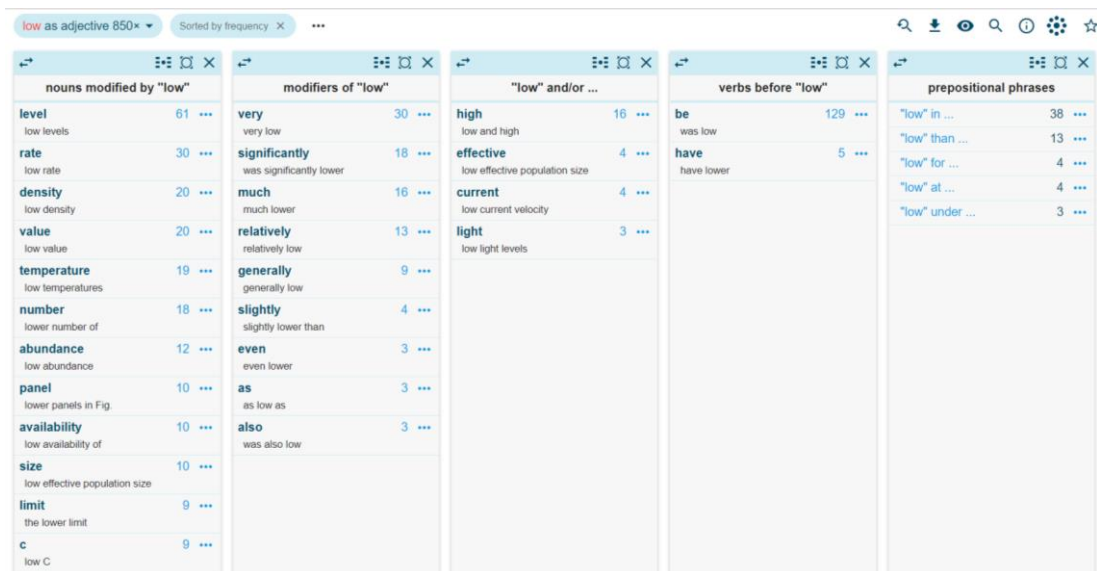 low as adjective 850×
Sorted by frequency
nouns modified by "low"
level 61
low levels
rate 30
low rate
density 20
low density
value 20
low value
temperature 19
low temperatures
number 18
lower number of
abundance 12
low abundance
panel 10
lower panels in Fig.
availability 10
low availability of
size 10
low effective population size
limit 9
the lower limit
c 9
low C
modifiers of "low"
very 30
very low
significantly 18
was significantly lower
much 16
much lower
relatively 13
relatively low
generally 9
generally low
slightly 4
slightly lower than
even 3
even lower
as 3
as low as
also 3
was also low
"low" and/or ...
high 16
low and high
effective 4
low effective population size
current 4
low current velocity
light 3
low light levels
verbs before "low"
be 129
was low
have 5
have lower
prepositional phrases
"low" in ... 38
"low" than ... 13
"low" for ... 4
"low" at ... 4
"low" under ... 3